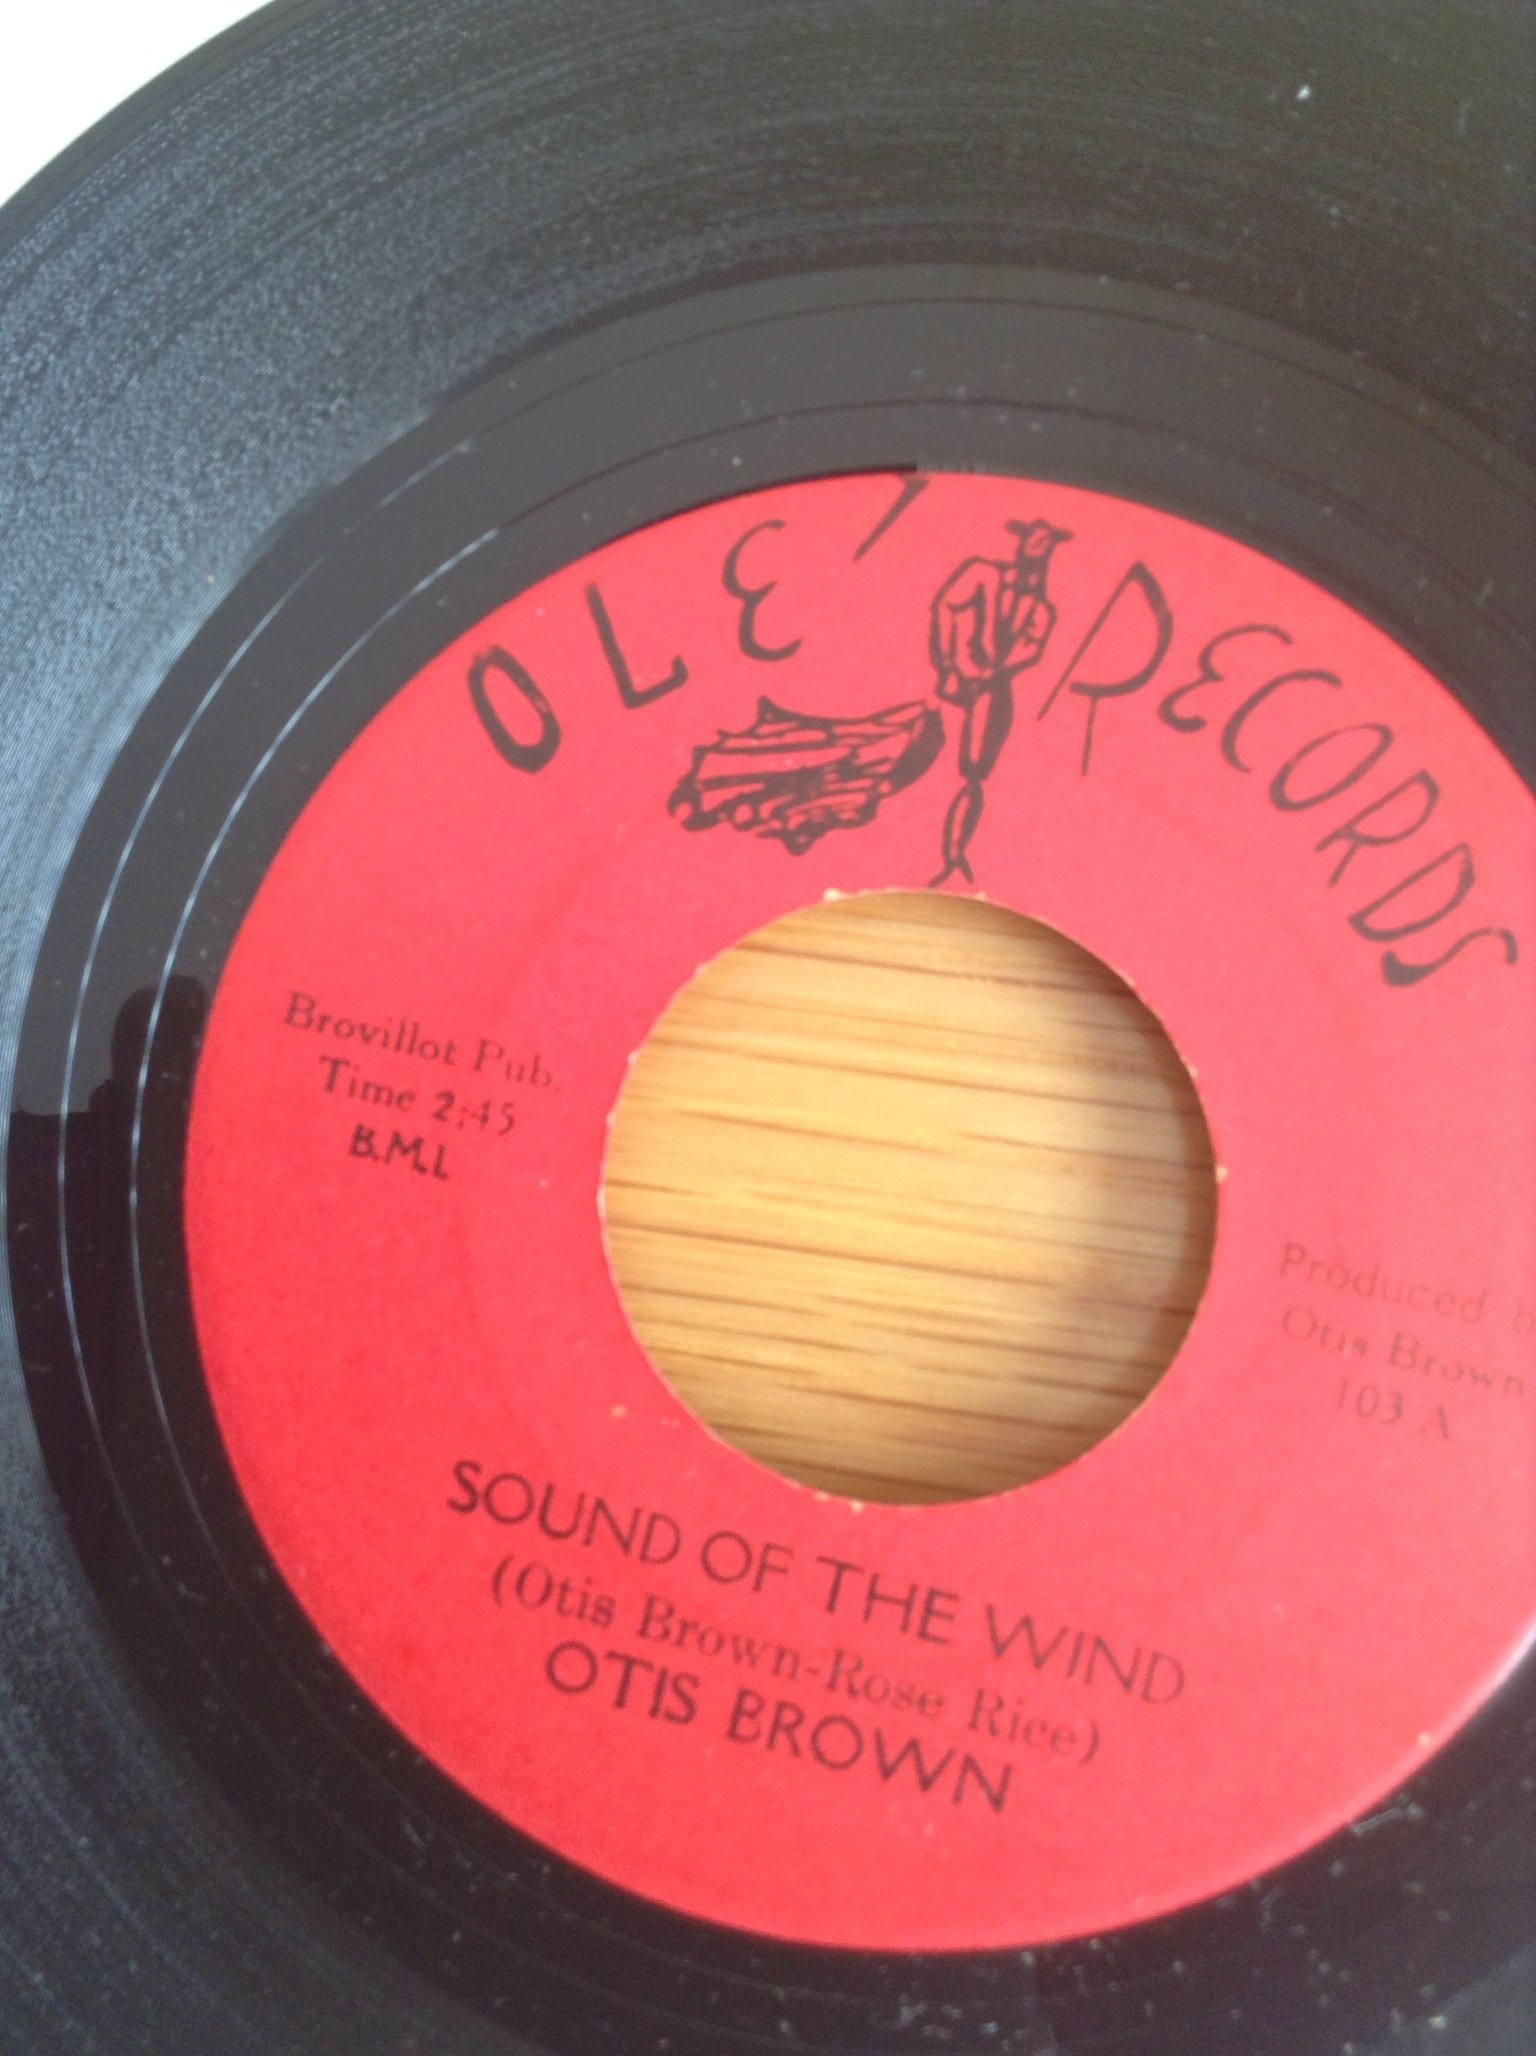 OLE' RECORDS
Brovillot Pub.
Time 2:45
B.M.I.
Produced b
Otis Brown
103 A
SOUND OF THE WIND
(Otis Brown-Rose Rice)
OTIS BROWN